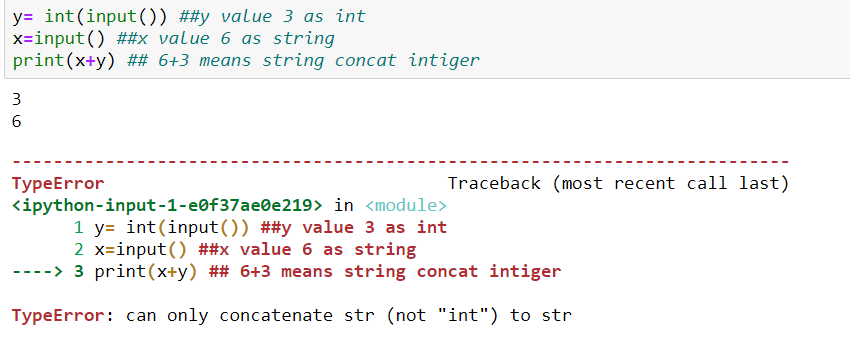 y= int(input()) ##y value 3 as int
x=input() ##x value 6 as string
print(x+y) ## 6+3 means string concat intiger
3
6
---------------------------------------------------------------------------
TypeError                                 Traceback (most recent call last)
<ipython-input-1-e0f37ae0e219> in <module>
      1 y= int(input()) ##y value 3 as int
      2 x=input() ##x value 6 as string
----> 3 print(x+y) ## 6+3 means string concat intiger
TypeError: can only concatenate str (not "int") to str